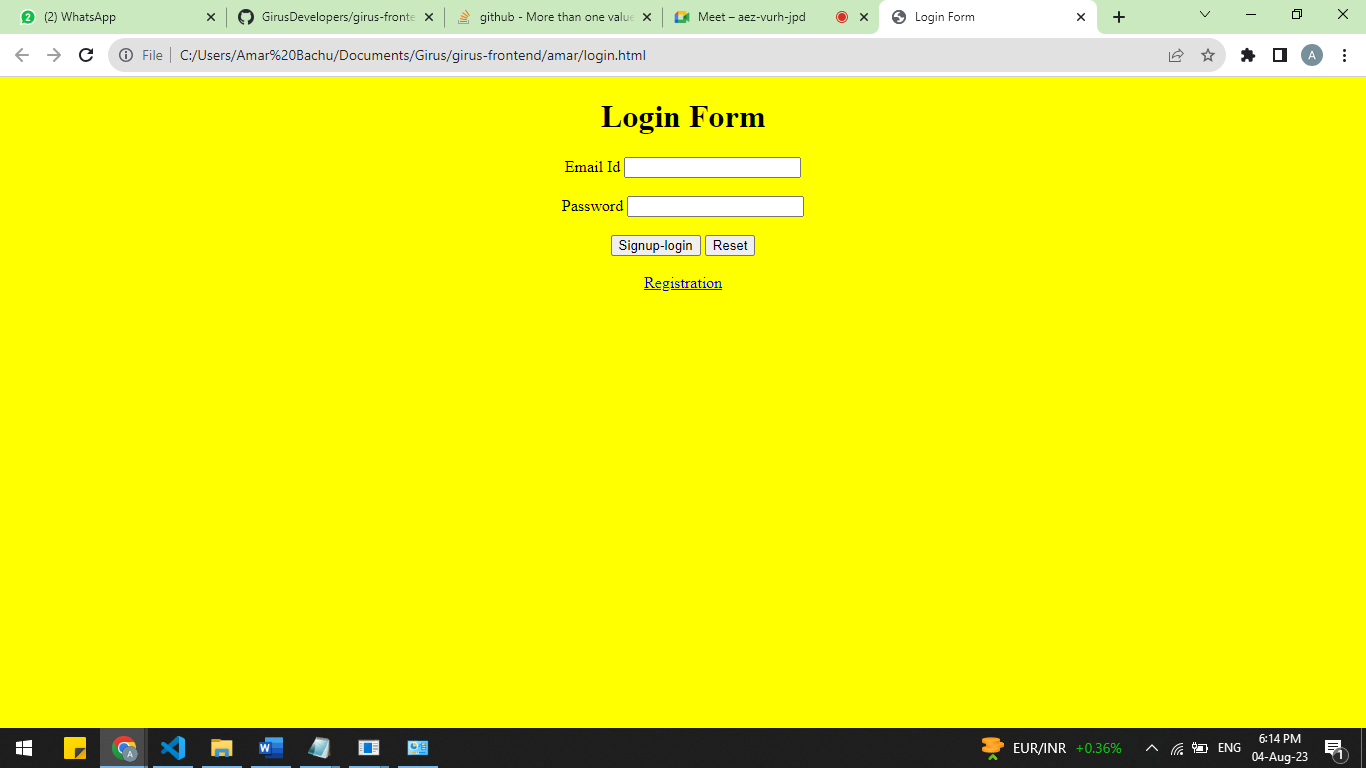 2 (2) WhatsApp
GirusDevelopers/girus-fronte
github - More than one value
Meet – aez-vurh-jpd
Login Form
File C:/Users/Amar%20Bachu/Documents/Girus/girus-frontend/amar/login.html
A
Login Form
Email Id
Password
Signup-login Reset
Registration
A
W
EUR/INR +0.36%
ENG
6:14 PM
04-Aug-23
1